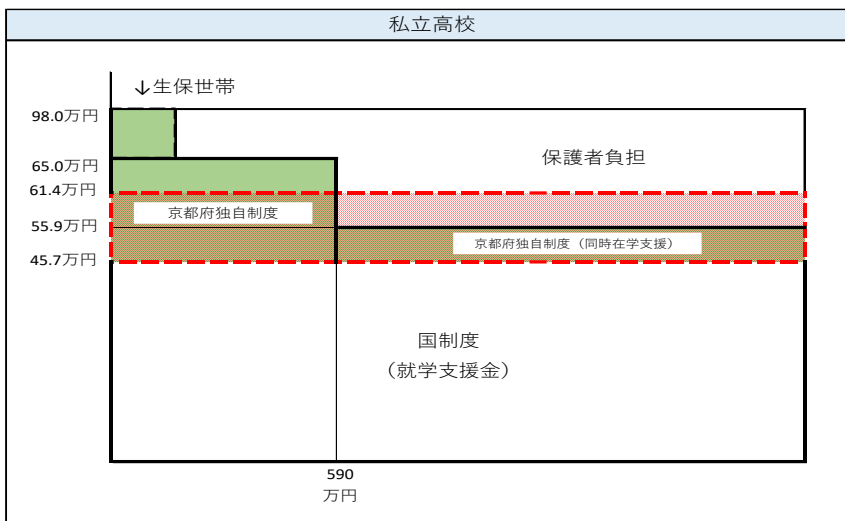 私立高校
↓生保世帯
98.0万円
保護者負担
65.0万円
61.4万円
京都府独自制度
55.9万円
京都府独自制度（同時在学支援）
45.7万円
国制度
（就学支援金）
590
万円